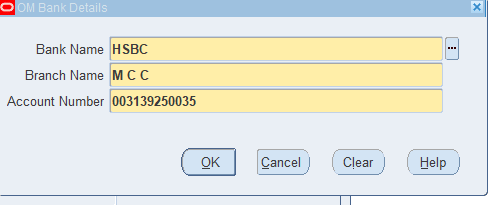 OM Bank Details
Bank Name HSBC
Branch Name M C C
Account Number 003139250035
OK Cancel Clear Help